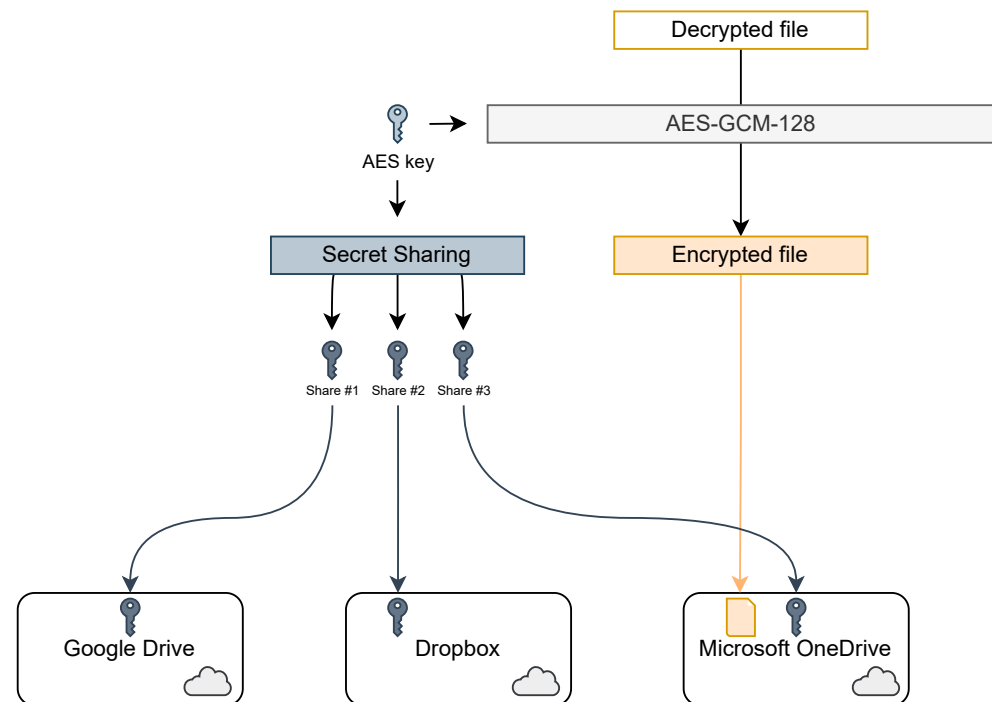 Decrypted file
AES-GCM-128
AES key
Secret Sharing
Encrypted file
Share #1
Share #2
Share #3
Google Drive
Dropbox
Microsoft OneDrive